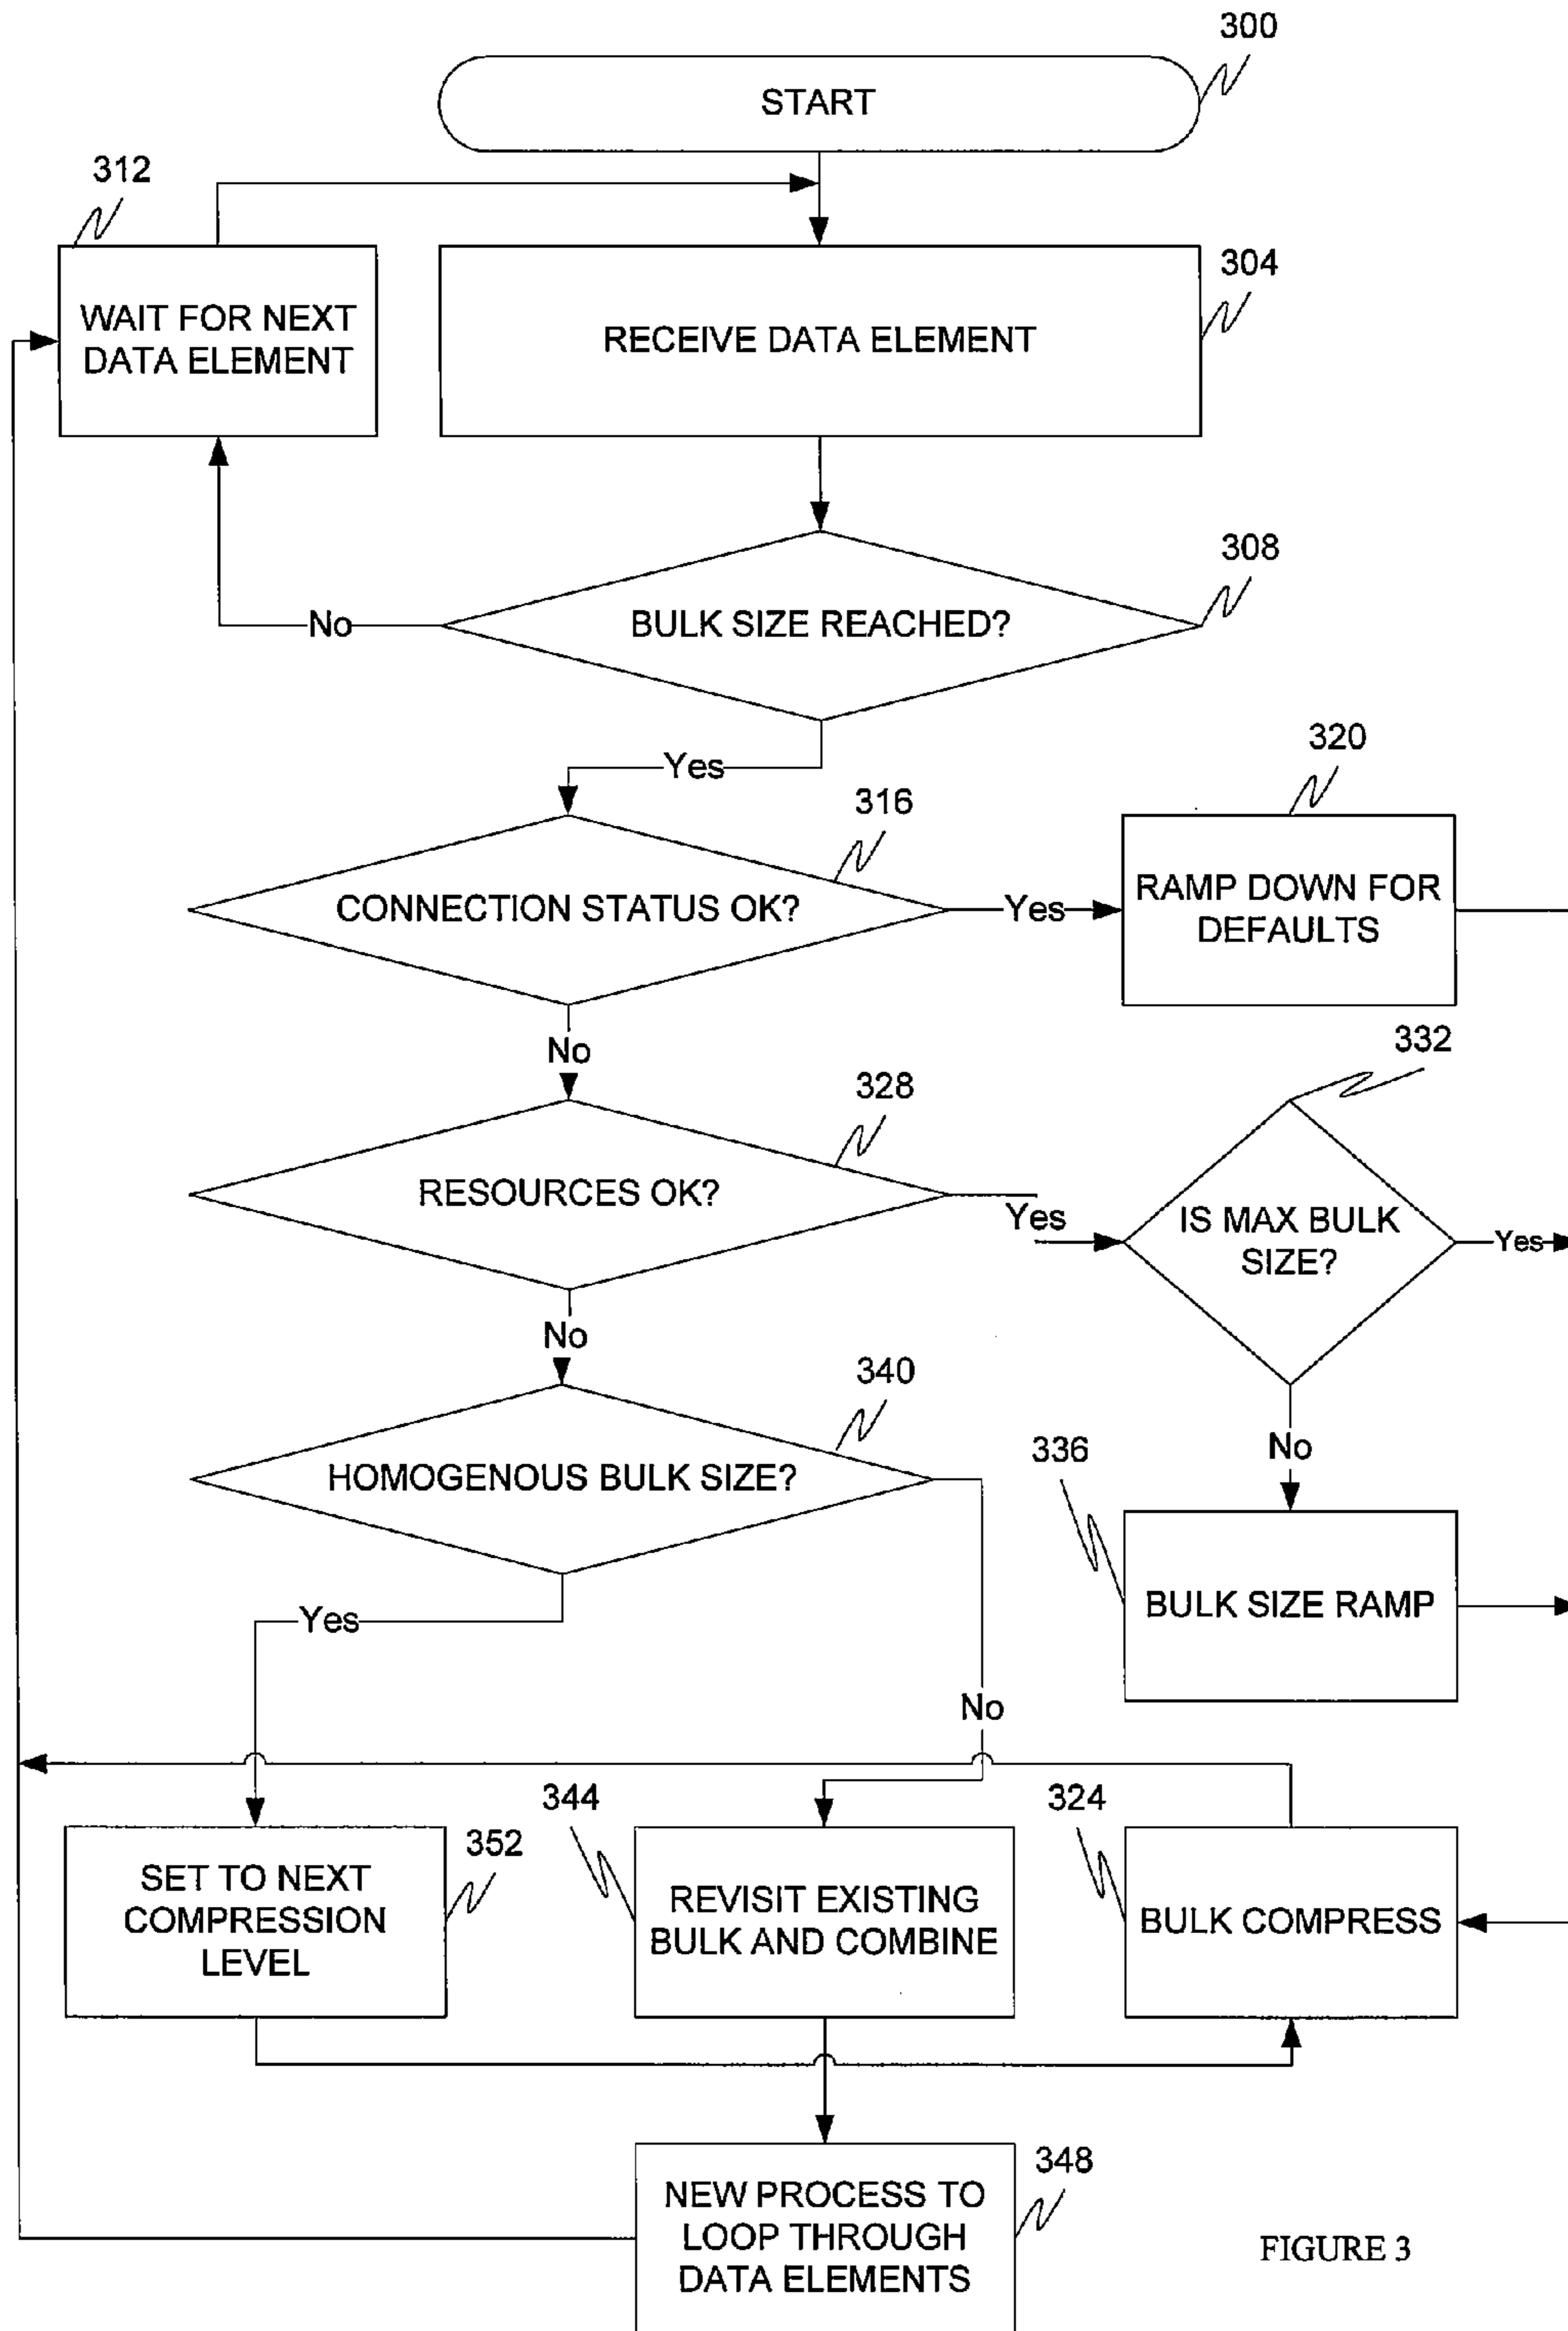 300
START
312
304
WAIT FOR NEXT
DATA ELEMENT
RECEIVE DATA ELEMENT
308
BULK SIZE REACHED?
No
Yes
320
316
CONNECTION STATUS OK?
Yes
RAMP DOWN FOR
DEFAULTS
No
332
328
RESOURCES OK?
Yes
IS MAX BULK
SIZE?
Yes
No
340
HOMOGENOUS BULK SIZE?
No
336
BULK SIZE RAMP
Yes
No
344
324
352
SET TO NEXT
COMPRESSION
LEVEL
REVISIT EXISTING
BULK AND COMBINE
BULK COMPRESS
348
NEW PROCESS TO
LOOP THROUGH
DATA ELEMENTS
FIGURE 3